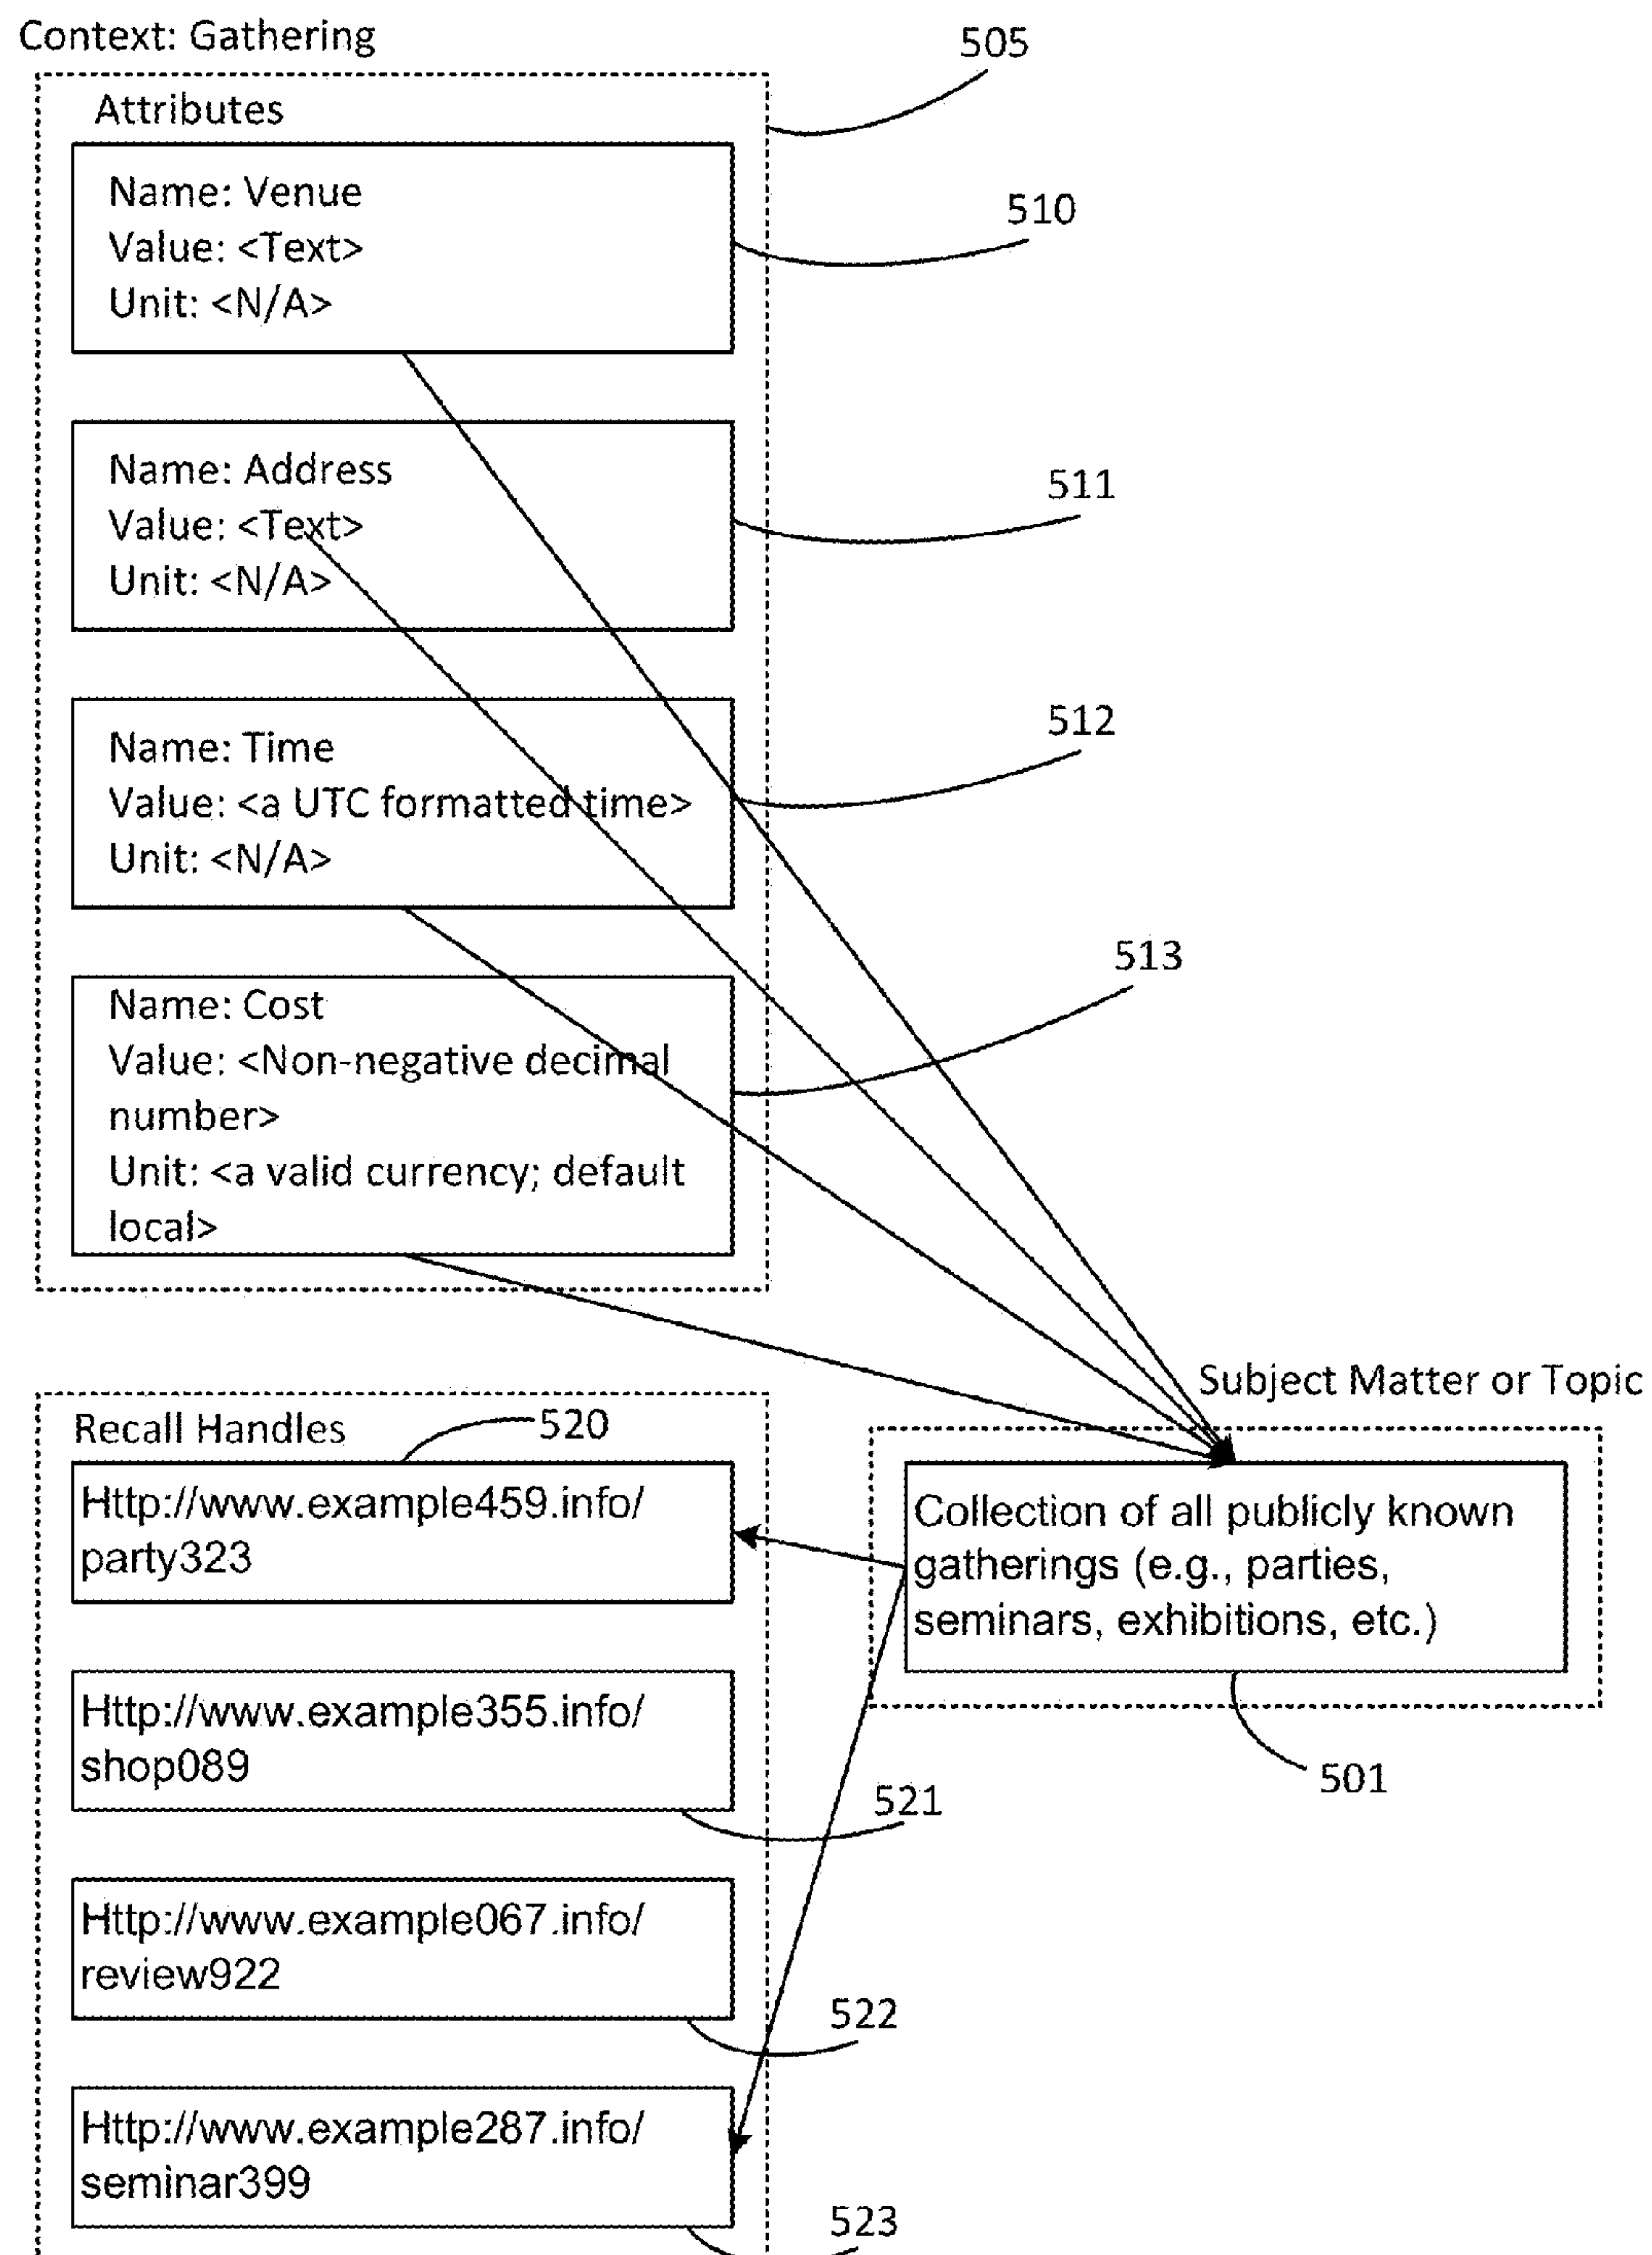 Context: Gathering
505
Attributes
Name: Venue
Value: <Text>
Unit: <N/A>
510
Name: Address
Value: <Text>
Unit: <N/A>
511
Name: Time
Value: <a UTC formatted time>
Unit: <N/A>
512
Name: Cost
Value: <Non-negative decimal
number>
Unit: <a valid currency; default
local>
513
Subject Matter or Topic
Collection of all publicly known
gatherings (e.g., parties,
seminars, exhibitions, etc.)
501
Recall Handles
520
Http://www.example459.info/
party323
Http://www.example355.info/
shop089
521
Http://www.example067.info/
review922
522
Http://www.example287.info/
seminar399
523